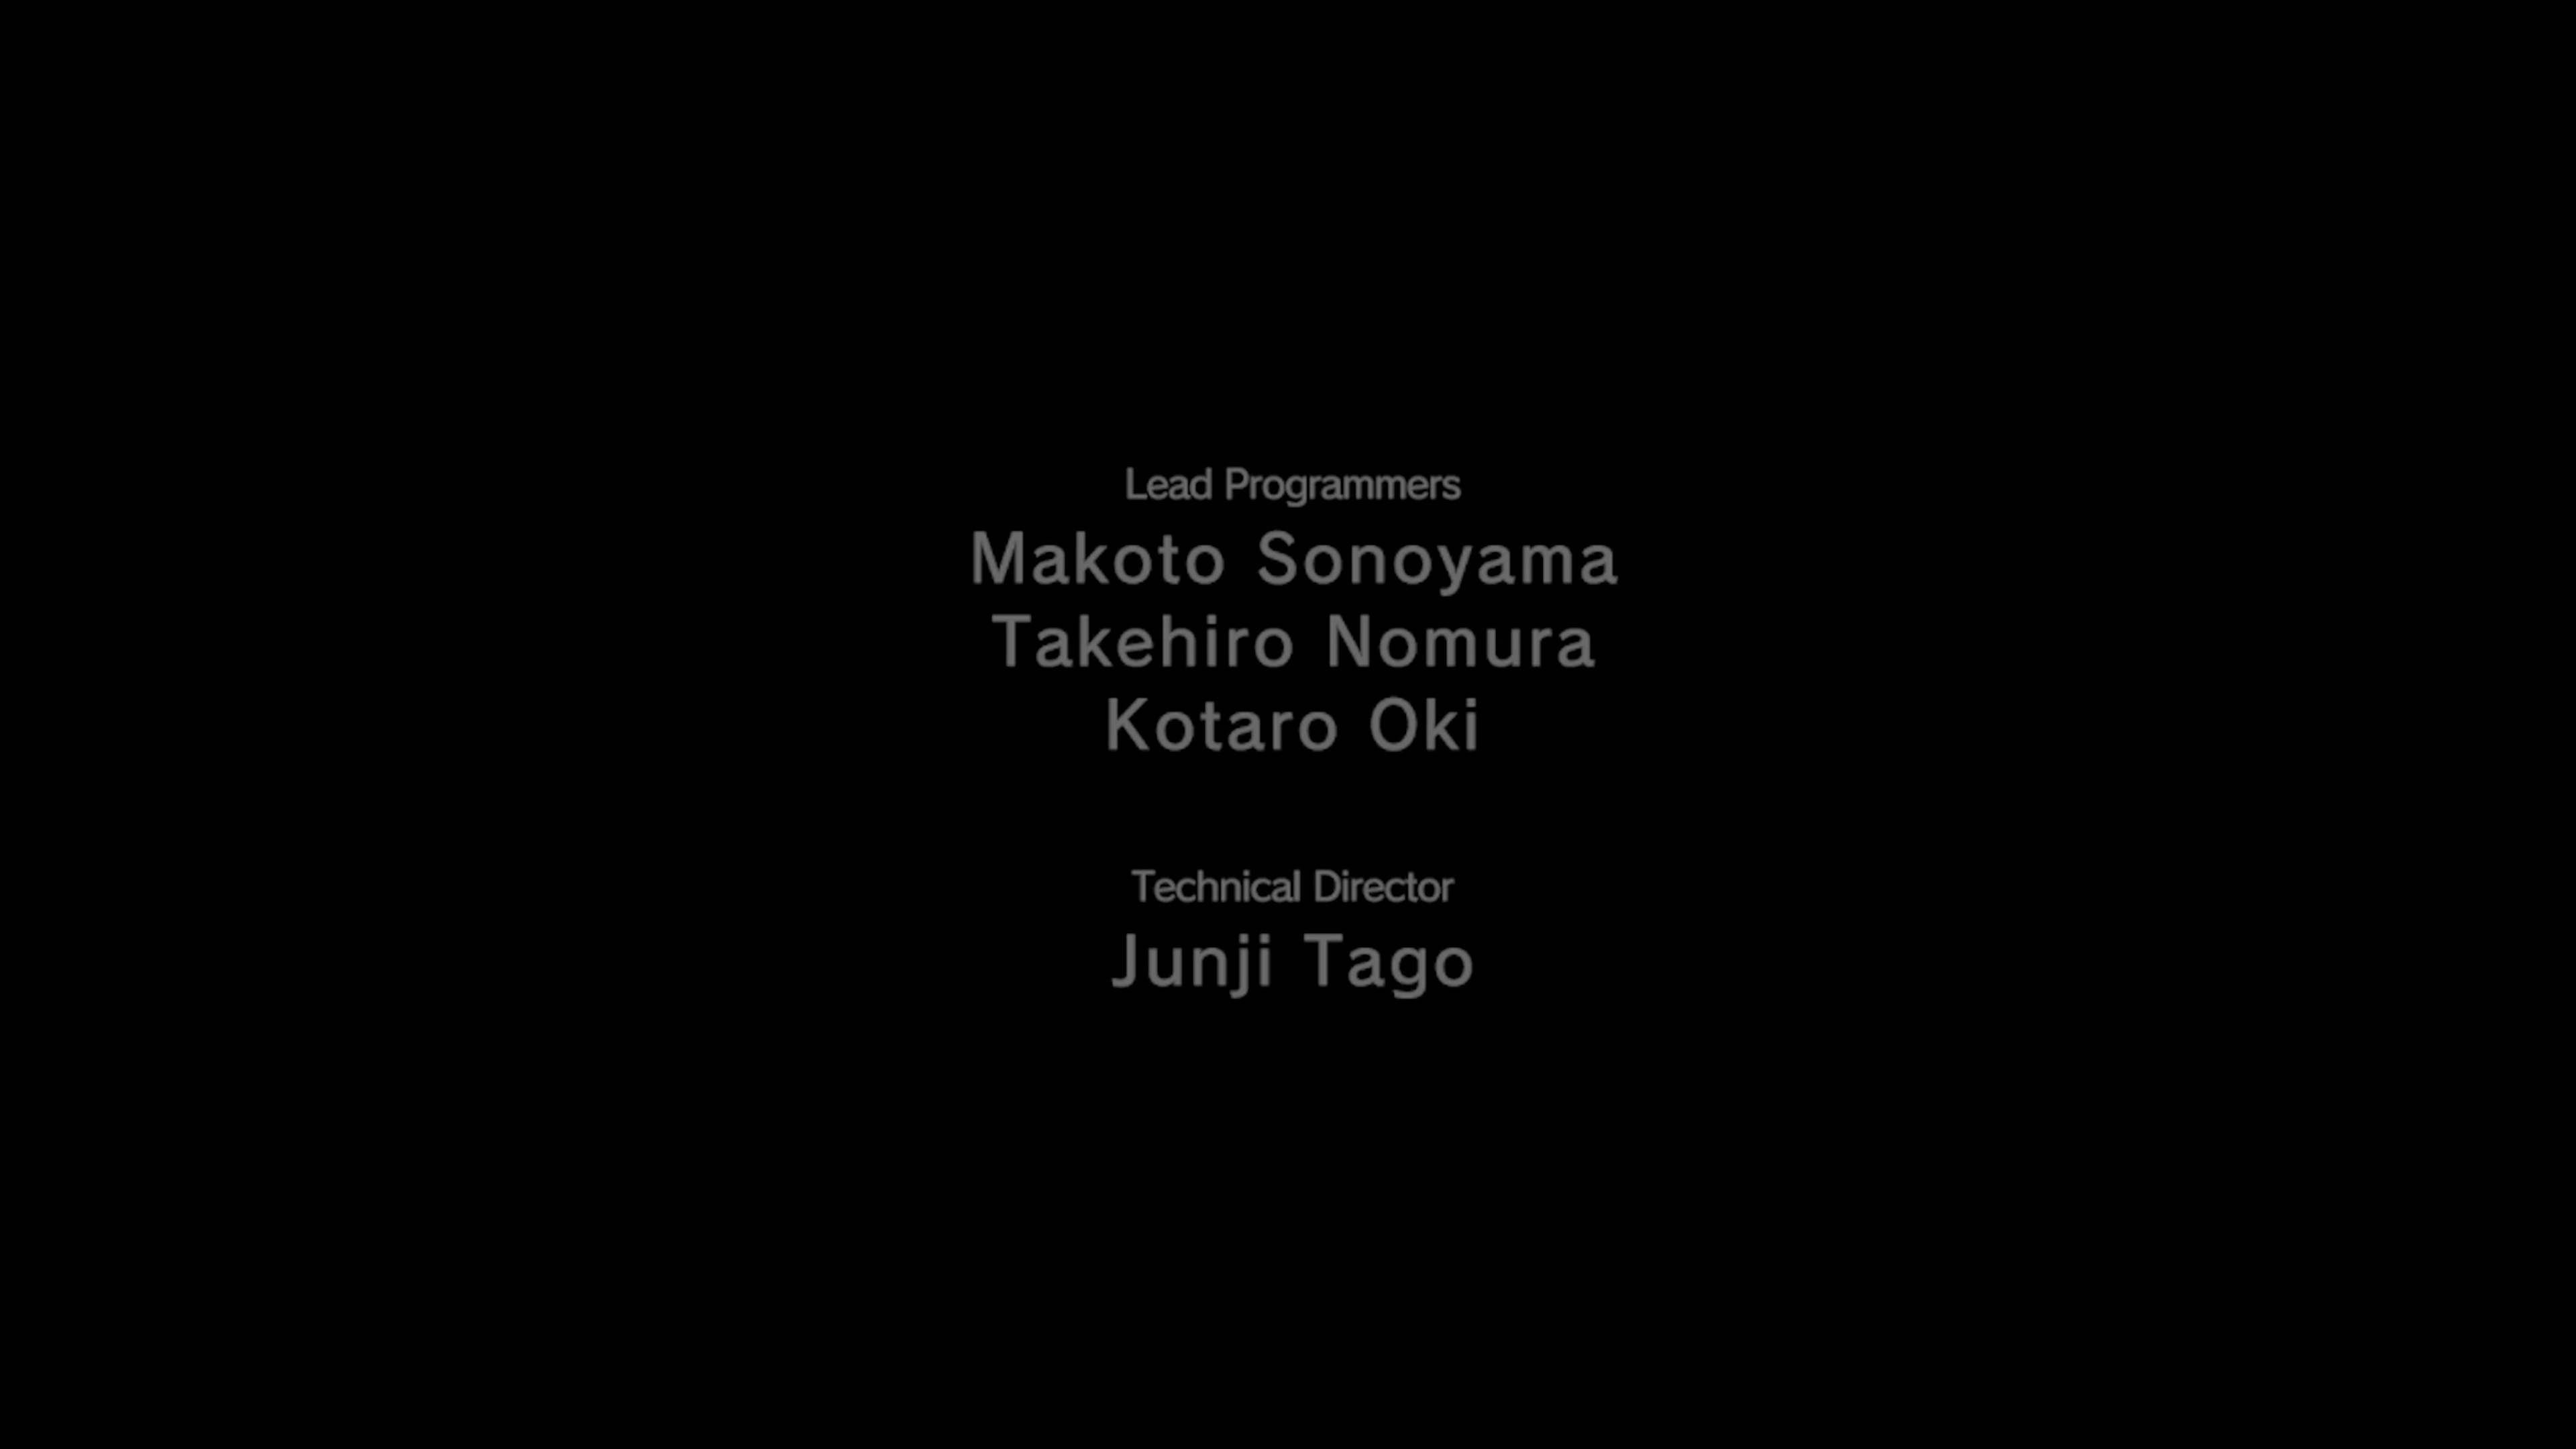 Lead Programmers
Makoto Sonoyama
Takehiro Nomura
Kotaro Oki
Technical Director
Junji Tago